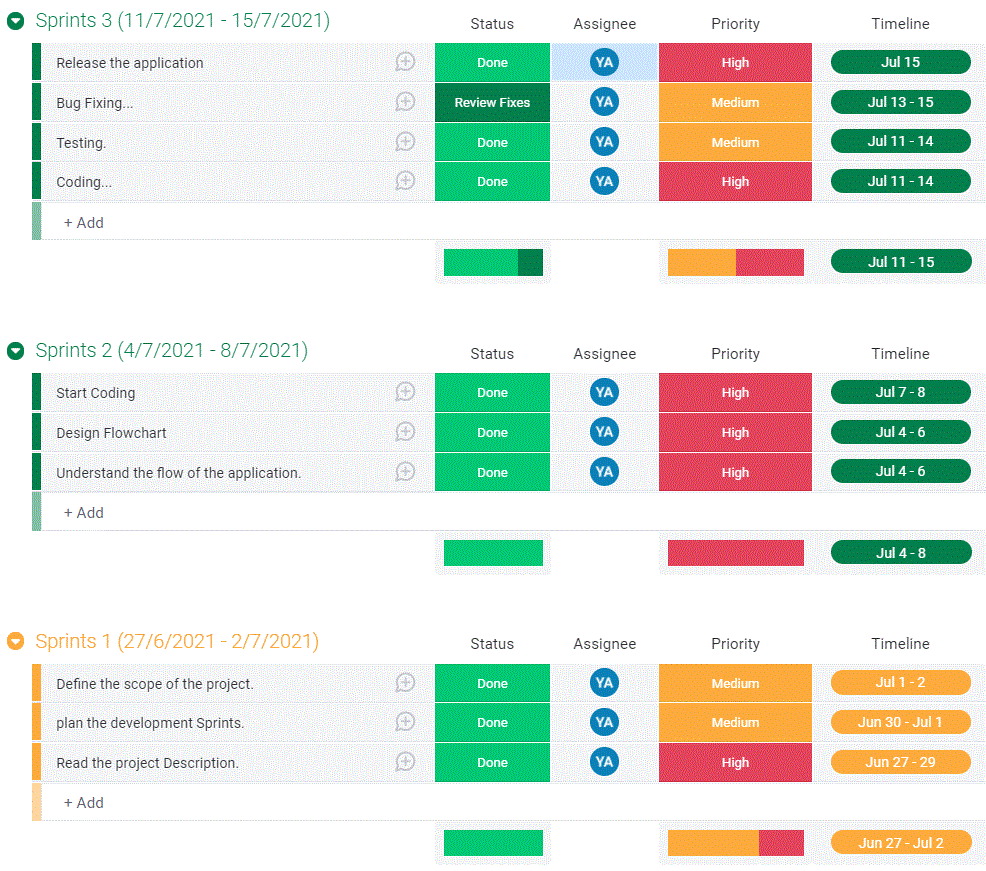 Sprints 3 (11/7/2021 - 15/7/2021) Status Assignee Priority Timeline
Release the application Done YA High Jul 15
Bug Fixing... Review Fixes YA Medium Jul 13 - 15
Testing. Done YA Medium Jul 11 - 14
Coding... Done YA High Jul 11 - 14
+ Add
Jul 11 - 15
Sprints 2 (4/7/2021 - 8/7/2021) Status Assignee Priority Timeline
Start Coding Done YA High Jul 7 - 8
Design Flowchart Done YA High Jul 4 - 6
Understand the flow of the application. Done YA High Jul 4 - 6
+ Add
Jul 4 - 8
Sprints 1 (27/6/2021 - 2/7/2021) Status Assignee Priority Timeline
Define the scope of the project. Done YA Medium Jul 1 - 2
plan the development Sprints. Done YA Medium Jun 30 - Jul 1
Read the project Description. Done YA High Jun 27 - 29
+ Add
Jun 27 - Jul 2